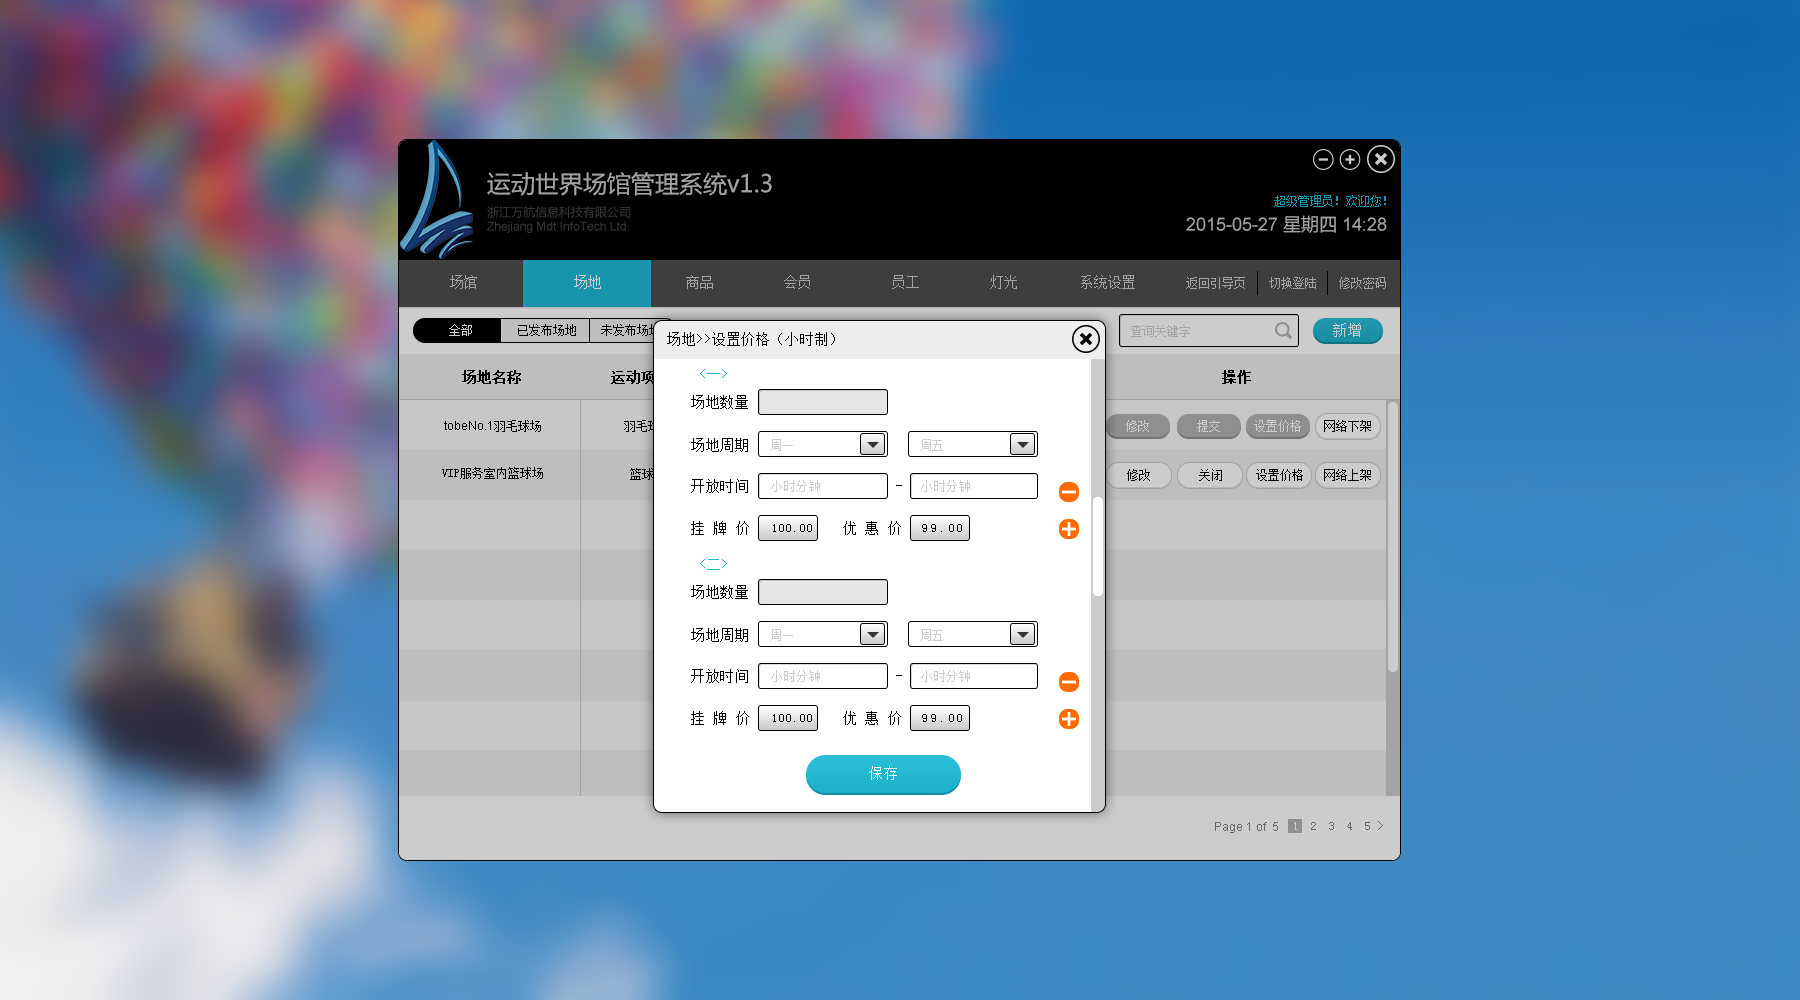 运动世界场馆管理系统v1.3
浙江万航信息科技有限公司
Zhejiang Mdt InfoTech Ltd.
超级管理员！欢迎您！
2015-05-27 星期四 14:28
场馆 场地 商品 会员 员工 灯光 系统设置 返回引导页 切换登陆 修改密码
全部 已发布场地 未发布场 查询关键字 新增
场地名称 运动项 操作
tobeNo.1羽毛球场 羽毛 修改 提交 设置价格 网络下架
VIP服务室内篮球场 篮球 修改 关闭 设置价格 网络上架
场地>>设置价格（小时制）
<一>
场地数量
场地周期 周一 周五
开放时间 小时分钟 - 小时分钟
挂牌价 100.00 优惠价 99.00
<二>
场地数量
场地周期 周一 周五
开放时间 小时分钟 - 小时分钟
挂牌价 100.00 优惠价 99.00
保存
Page 1 of 5 1 2 3 4 5 >